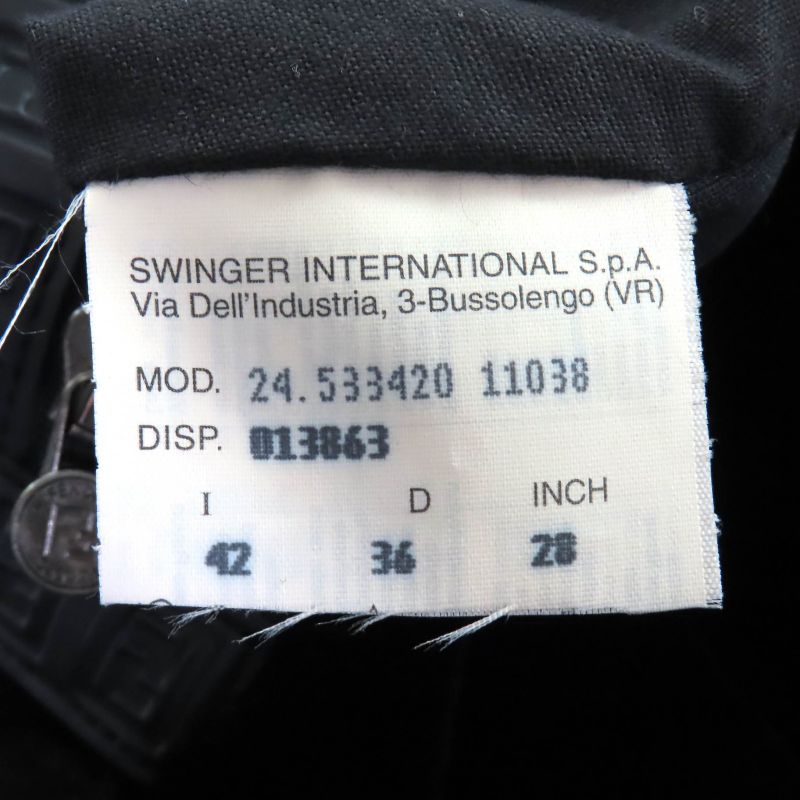 SWINGER INTERNATIONAL S.p.A.
Via Dell'Industria, 3-Bussolengo (VR)
MOD. 24.533420 11038
DISP. 013863
I D INCH
42 36 28